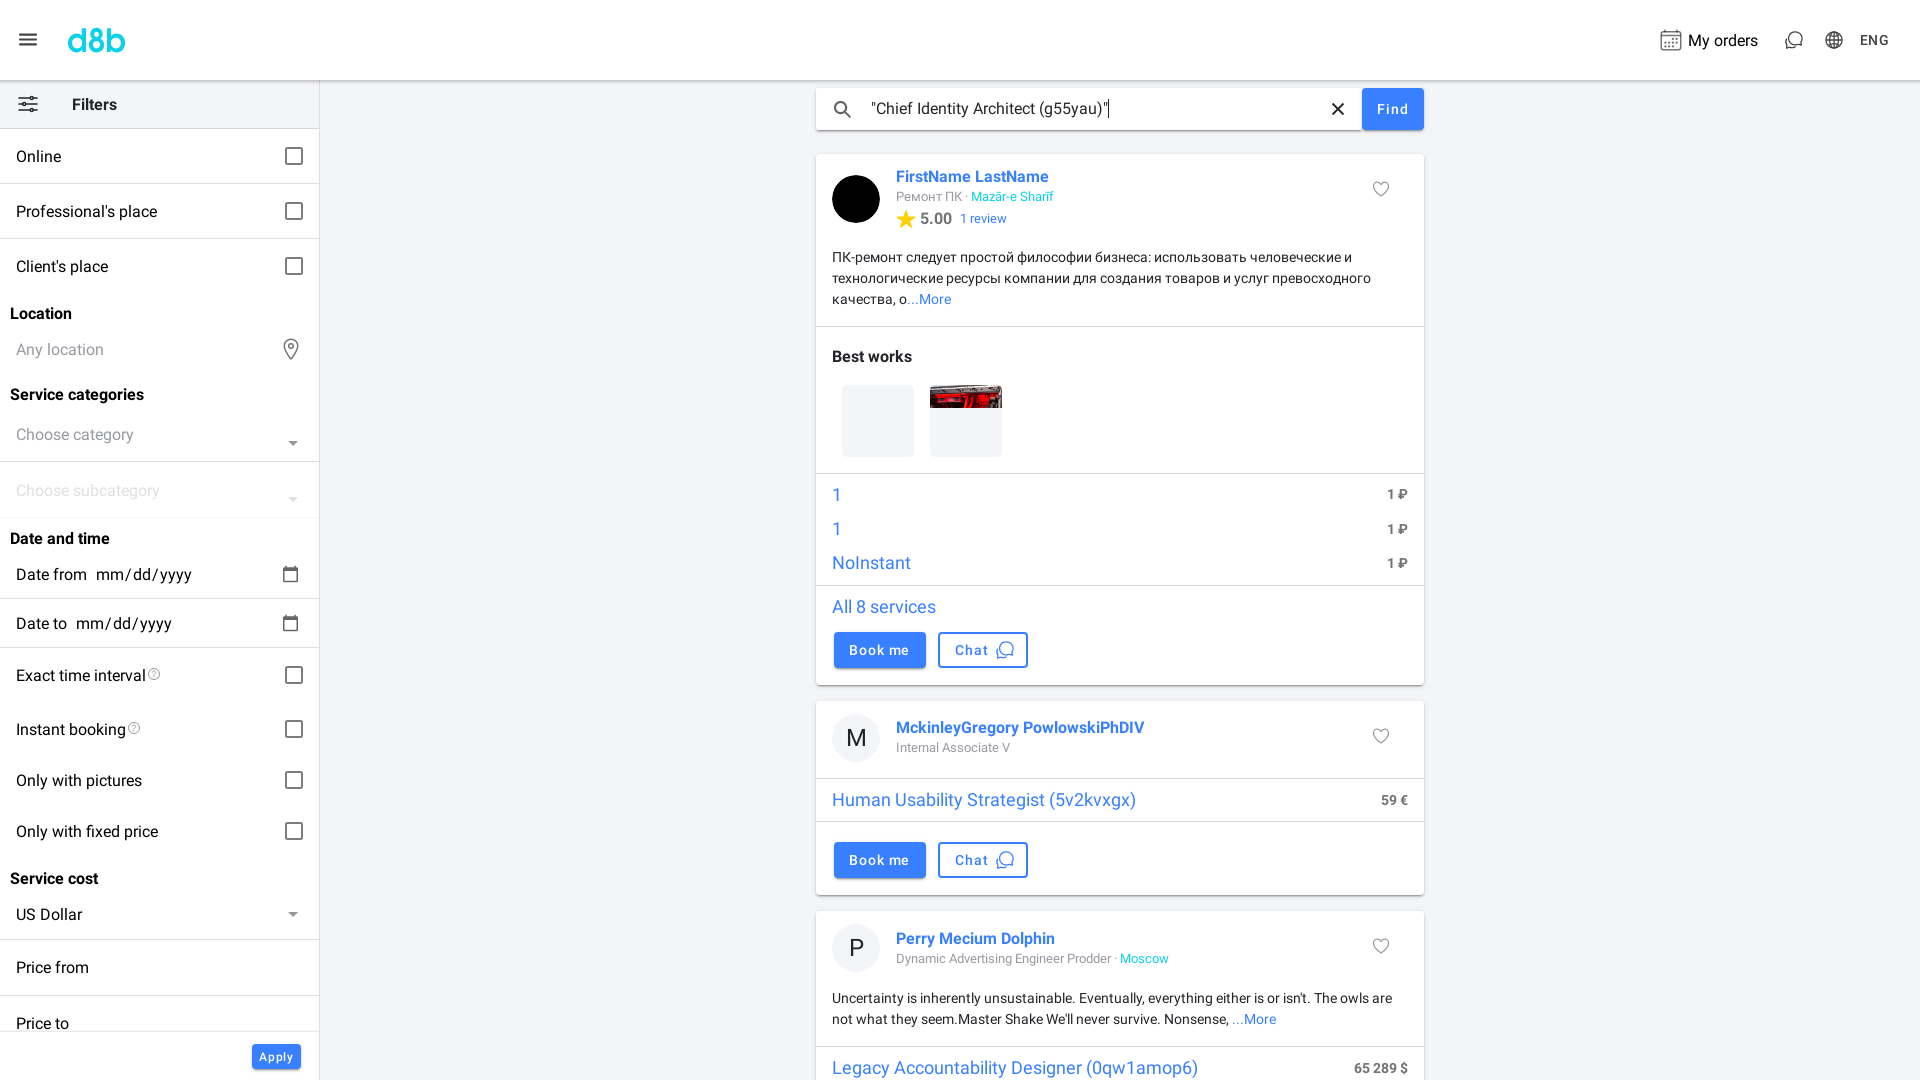 d8b
My orders
ENG
Filters
Online
Professional's place
Client's place
Location
Any location
Service categories
Choose category
Choose subcategory
Date and time
Date from mm/dd/yyyy
Date to mm/dd/yyyy
Exact time interval
Instant booking
Only with pictures
Only with fixed price
Service cost
US Dollar
Price from
Price to
Apply
"Chief Identity Architect (g55yau)"
Find
FirstName LastName
Ремонт ПК · Mazār-e Sharīf
5.00 1 review
ПК-ремонт следует простой философии бизнеса: использовать человеческие и
технологические ресурсы компании для создания товаров и услуг превосходного
качества, о...More
Best works
1 1 ₽
1 1 ₽
NoInstant 1 ₽
All 8 services
Book me Chat
M
MckinleyGregory PowlowskiPhDIV
Internal Associate V
Human Usability Strategist (5v2kvxgx) 59 €
Book me Chat
P
Perry Mecium Dolphin
Dynamic Advertising Engineer Prodder · Moscow
Uncertainty is inherently unsustainable. Eventually, everything either is or isn't. The owls are
not what they seem.Master Shake We'll never survive. Nonsense, ...More
Legacy Accountability Designer (0qw1amop6) 65 289 $